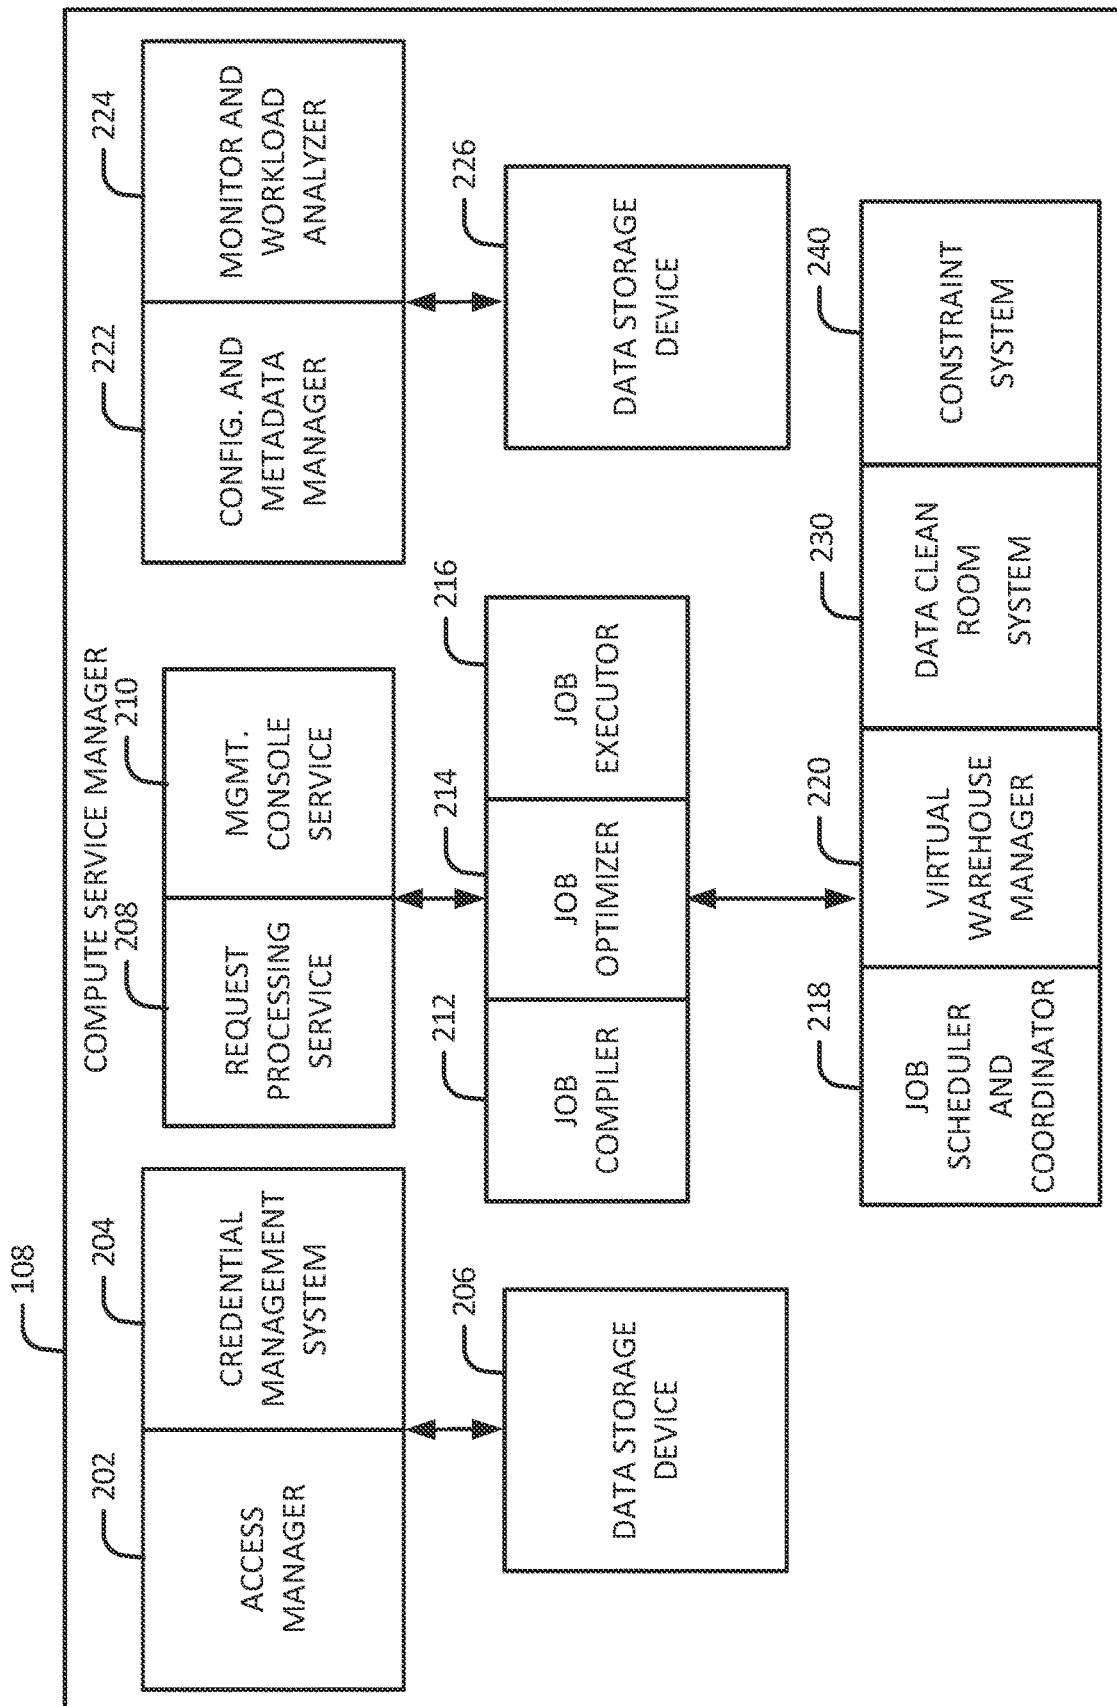 108
COMPUTE SERVICE MANAGER
202
ACCESS
MANAGER
204
CREDENTIAL
MANAGEMENT
SYSTEM
206
DATA STORAGE
DEVICE
208
REQUEST
PROCESSING
SERVICE
210
MGMT.
CONSOLE
SERVICE
212
JOB
COMPILER
214
JOB
OPTIMIZER
216
JOB
EXECUTOR
218
JOB
SCHEDULER
AND
COORDINATOR
220
VIRTUAL
WAREHOUSE
MANAGER
230
DATA CLEAN
ROOM
SYSTEM
240
CONSTRAINT
SYSTEM
222
CONFIG. AND
METADATA
MANAGER
224
MONITOR AND
WORKLOAD
ANALYZER
226
DATA STORAGE
DEVICE